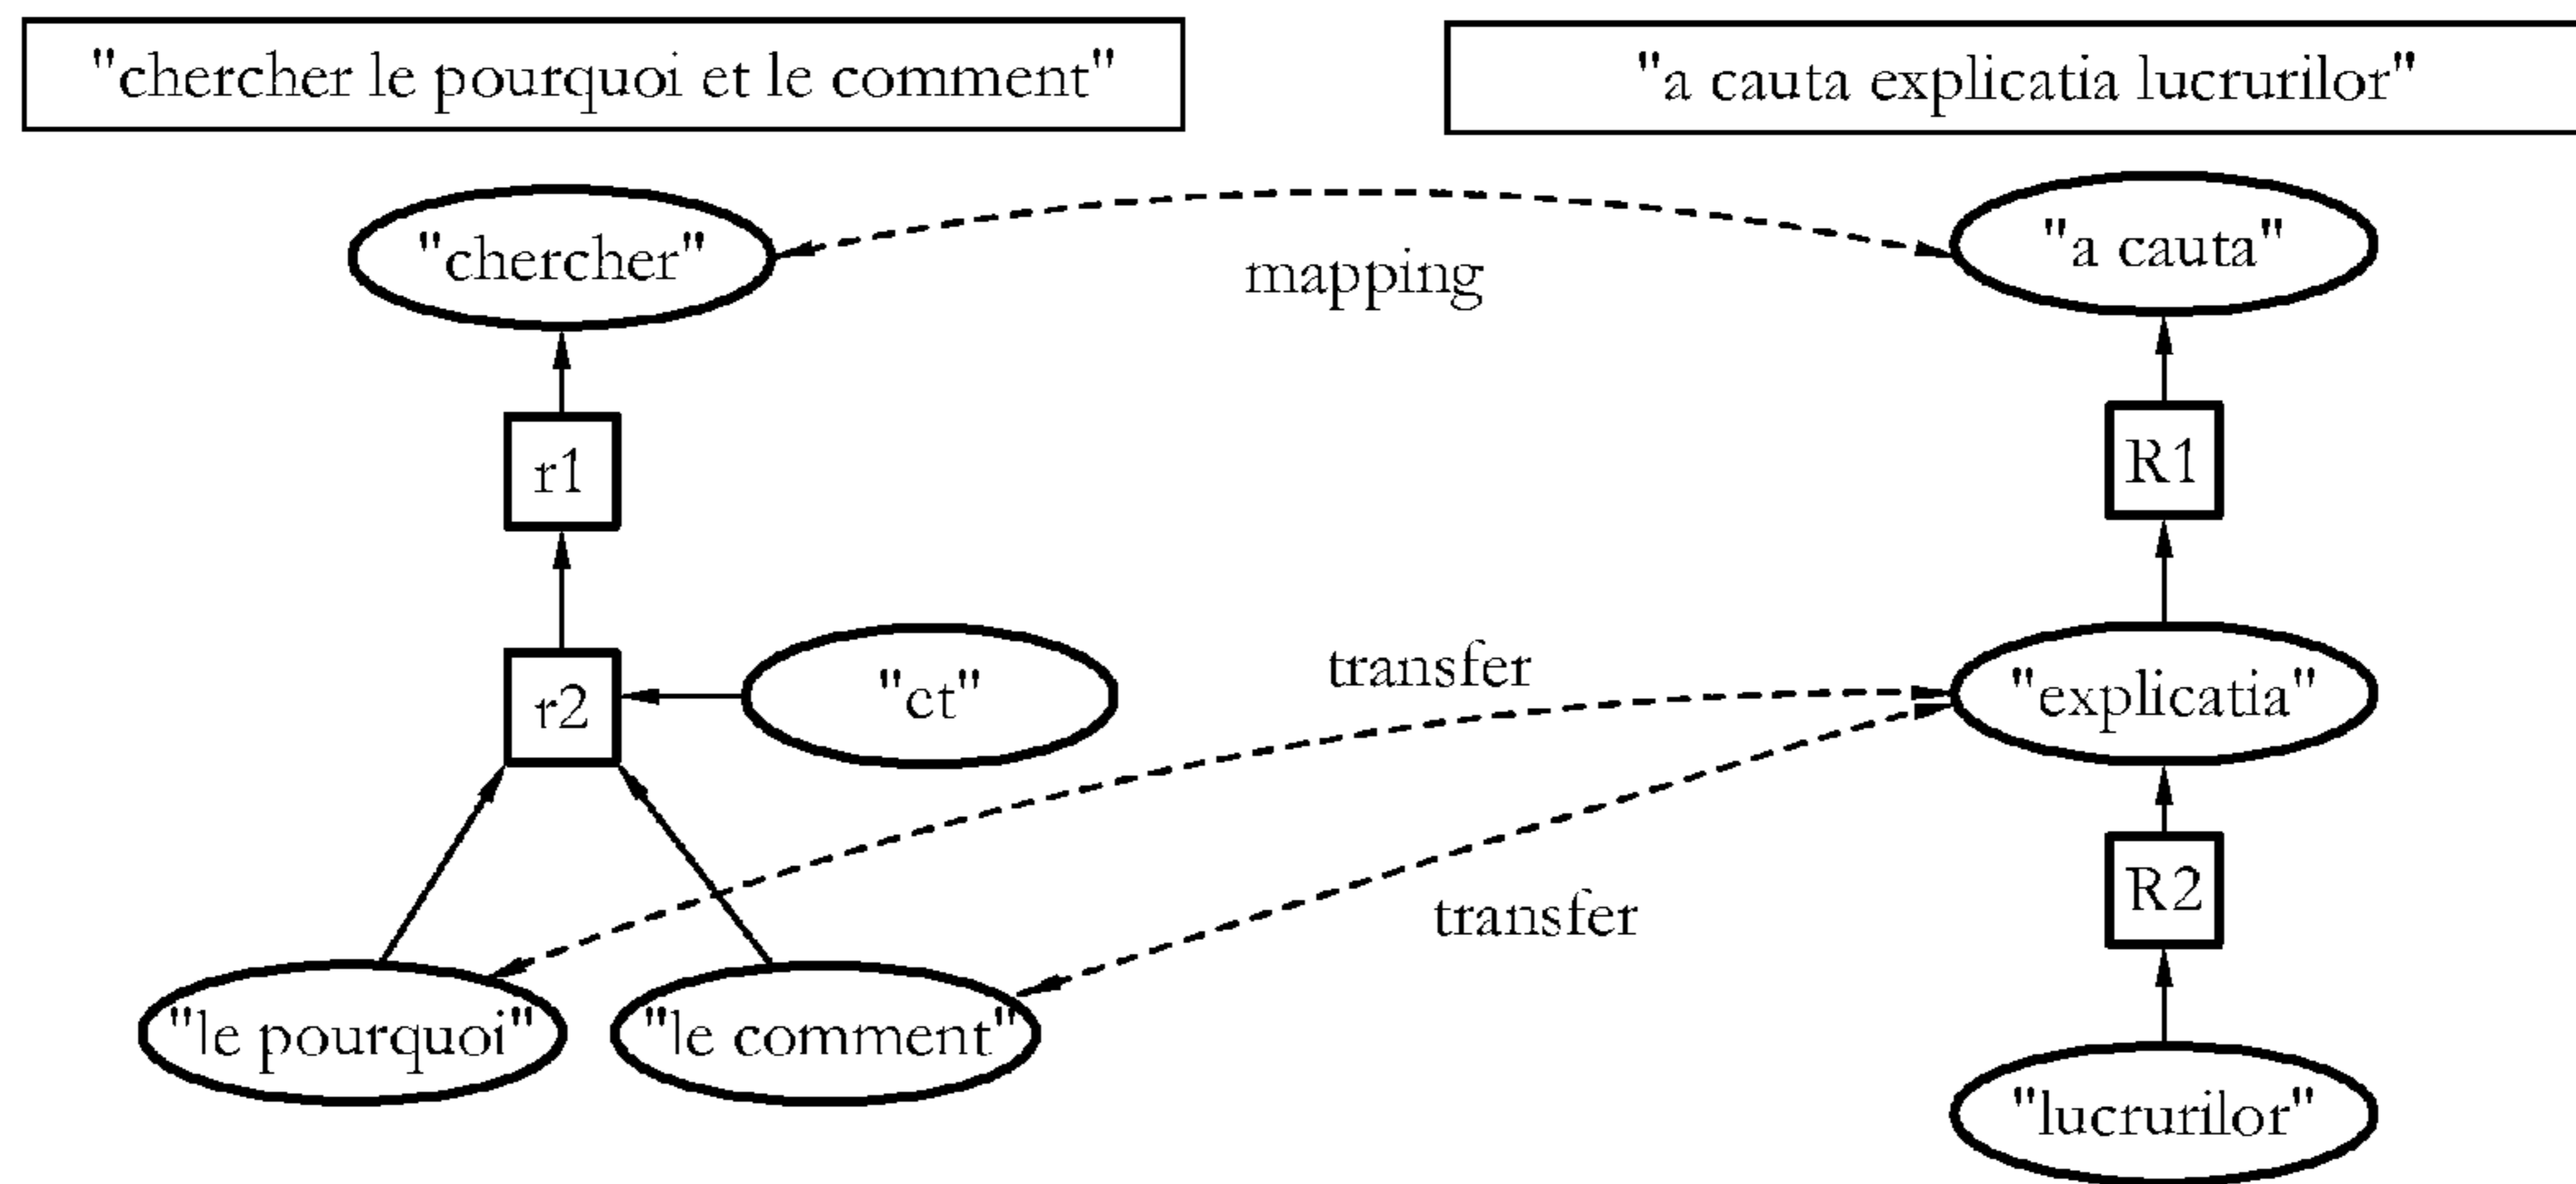 "chercher le pourquoi et le comment"
"a cauta explicatia lucrurilor"
"chercher"
"a cauta"
mapping
r1
R1
r2
"et"
transfer
"explicatia"
transfer
R2
"le pourquoi"
"le comment"
"lucrurilor"